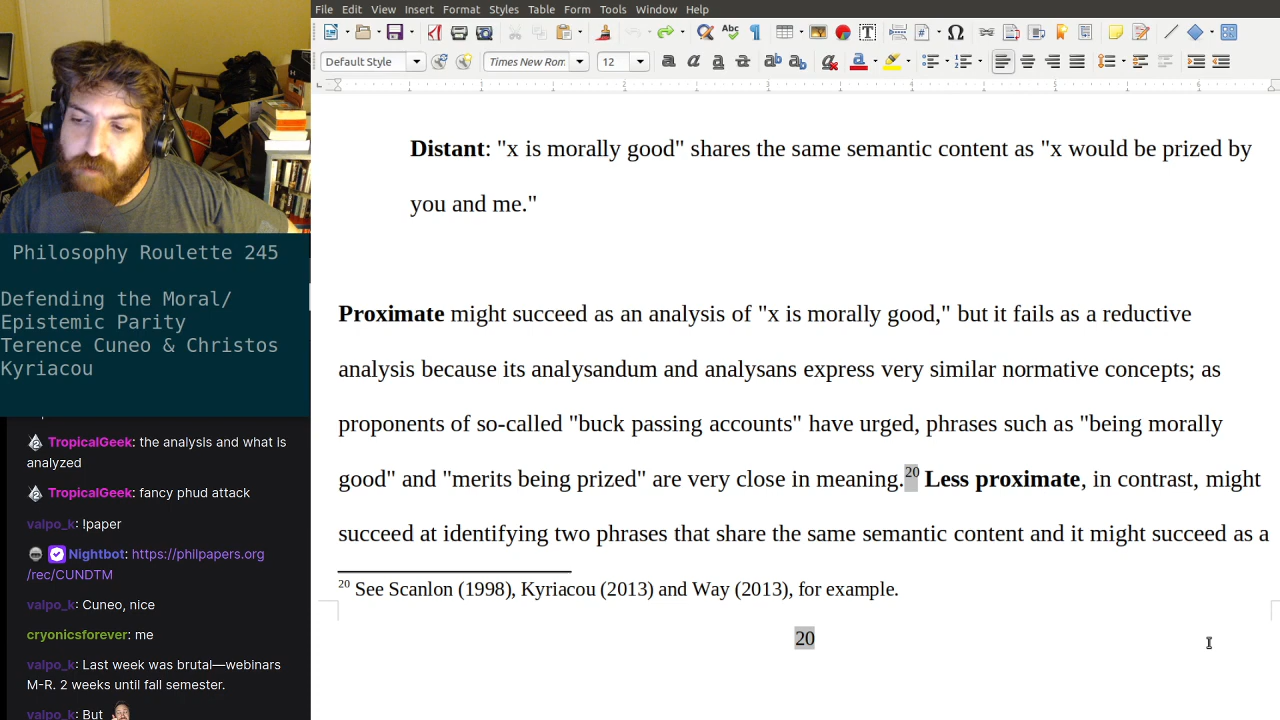 File Edit View Insert Format Styles Table Form Tools Window Help
Default Style
Times New Rom
12
Distant: "x is morally good" shares the same semantic content as "x would be prized by
you and me."
Proximate might succeed as an analysis of "x is morally good," but it fails as a reductive
analysis because its analysandum and analysans express very similar normative concepts; as
proponents of so-called "buck passing accounts" have urged, phrases such as "being morally
good" and "merits being prized" are very close in meaning.20 Less proximate, in contrast, might
succeed at identifying two phrases that share the same semantic content and it might succeed as a
20 See Scanlon (1998), Kyriacou (2013) and Way (2013), for example.
20
Philosophy Roulette 245
Defending the Moral/
Epistemic Parity
Terence Cuneo & Christos
Kyriacou
TropicalGeek: the analysis and what is
analyzed
TropicalGeek: fancy phud attack
valpo_k: !paper
Nightbot: https://philpapers.org
/rec/CUNDTM
valpo_k: Cuneo, nice
cryonicsforever: me
valpo_k: Last week was brutal—webinars
M-R. 2 weeks until fall semester.
valpo_k: But